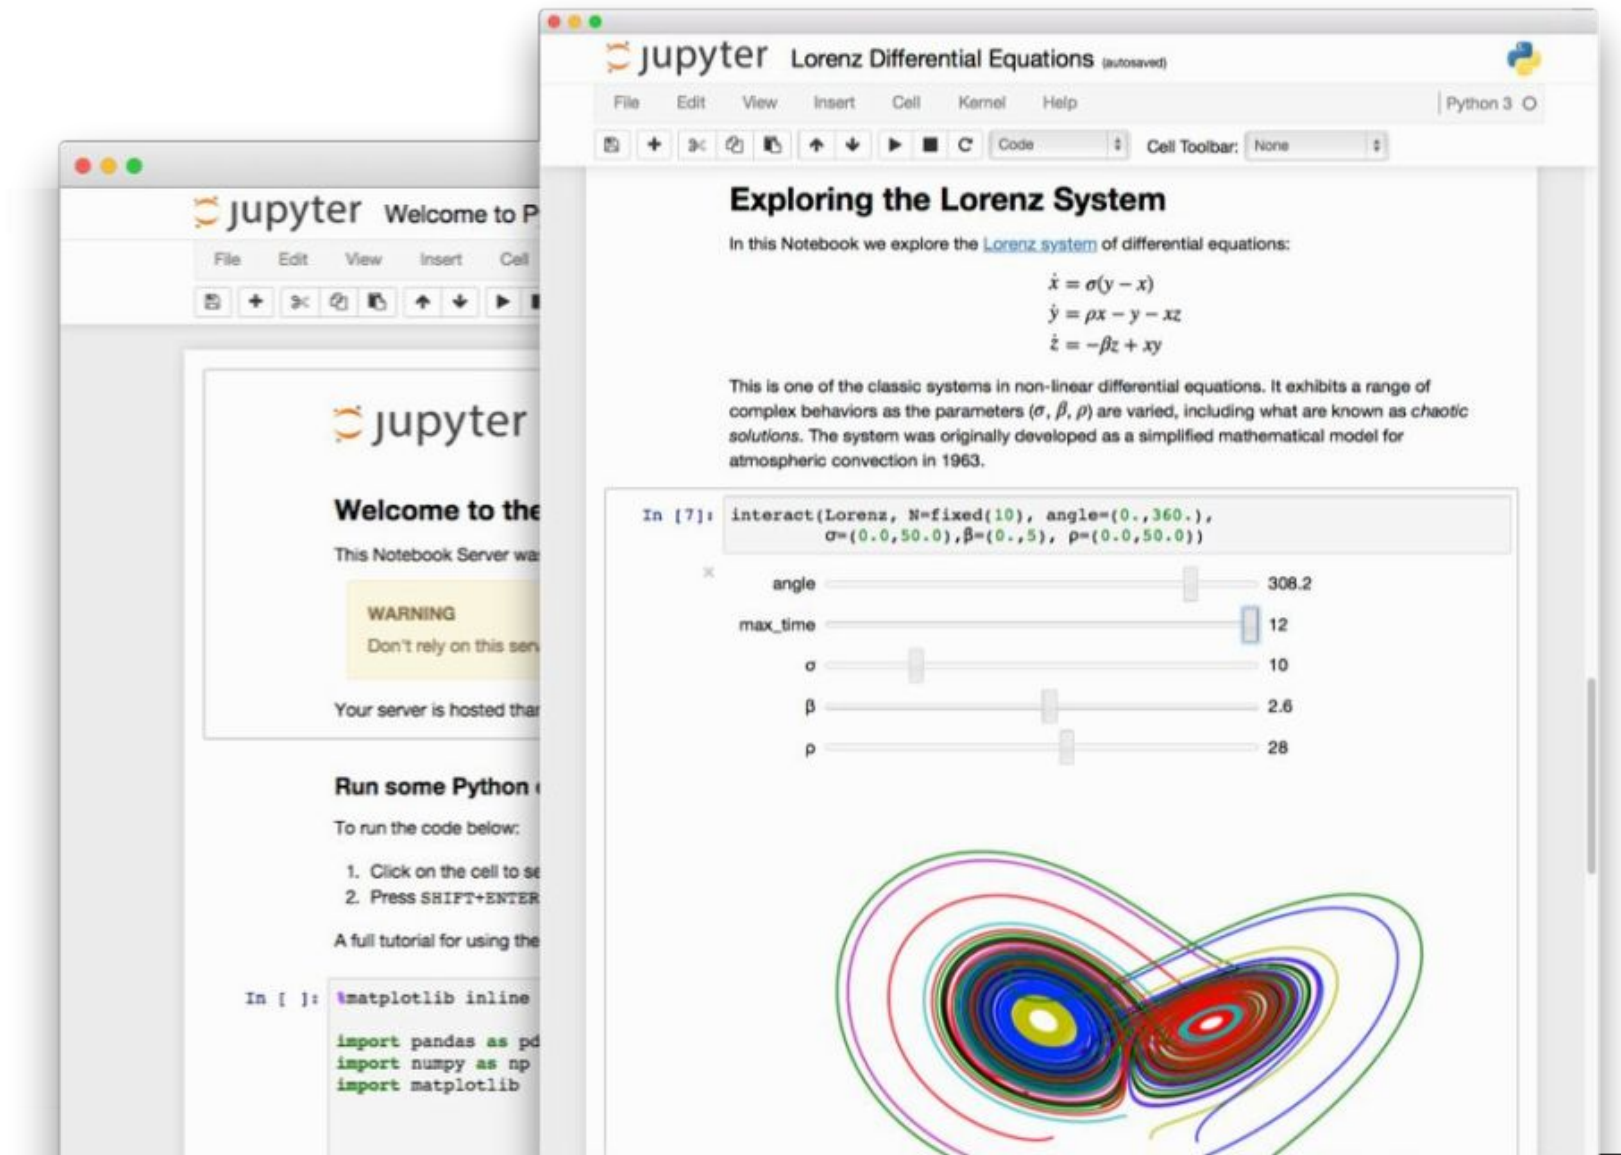 jupyter Lorenz Differential Equations (autosaved)
File Edit View Insert Cell Kernel Help Python 3
Code Cell Toolbar: None
Exploring the Lorenz System
In this Notebook we explore the Lorenz system of differential equations:
ẋ = σ(y − x)
ẏ = ρx − y − xz
ż = −βz + xy
This is one of the classic systems in non-linear differential equations. It exhibits a range of
complex behaviors as the parameters (σ, β, ρ) are varied, including what are known as chaotic
solutions. The system was originally developed as a simplified mathematical model for
atmospheric convection in 1963.
In [7]: interact(Lorenz, N=fixed(10), angle=(0.,360.),
σ=(0.0,50.0),β=(0.,5), ρ=(0.0,50.0))
angle 308.2
max_time 12
σ 10
β 2.6
ρ 28
jupyter Welcome to P
File Edit View Insert Cell
jupyter
Welcome to the
This Notebook Server was
WARNING
Don't rely on this
Your server is hosted
Run some Python
To run the code below:
1. Click on the cell to se
2. Press SHIFT+ENTER
A full tutorial for using the
In [ ]: %matplotlib inline
import pandas as pd
import numpy as np
import matplotlib